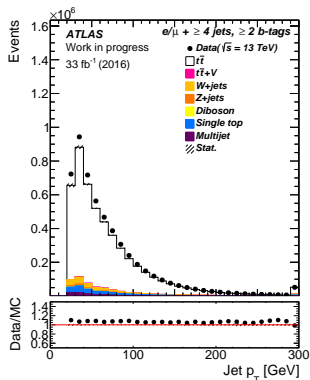 ×10⁶
ATLAS
Work in progress
33 fb⁻¹ (2016)
e/μ + ≥ 4 jets, ≥ 2 b-tags
Data(√s = 13 TeV)
tt̄
tt̄+V
W+jets
Z+jets
Diboson
Single top
Multijet
Stat.
Events
1.6
1.4
1.2
1
0.8
0.6
0.4
0.2
Data/MC
1.4
1.2
1
0.8
0.6
0 100 200 300
Jet p_T [GeV]